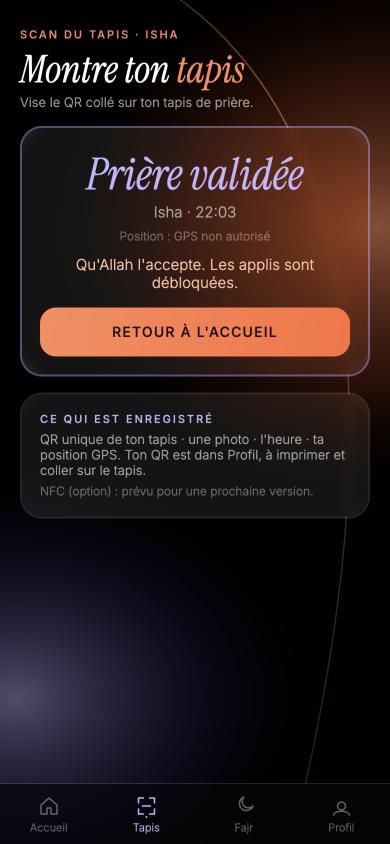 SCAN DU TAPIS · ISHA
Montre ton tapis
Vise le QR collé sur ton tapis de prière.
Prière validée
Isha · 22:03
Position : GPS non autorisé
Qu'Allah l'accepte. Les applis sont
débloquées.
RETOUR À L'ACCUEIL
CE QUI EST ENREGISTRÉ
QR unique de ton tapis · une photo · l'heure · ta
position GPS. Ton QR est dans Profil, à imprimer et
coller sur le tapis.
NFC (option) : prévu pour une prochaine version.
Accueil
Tapis
Fajr
Profil